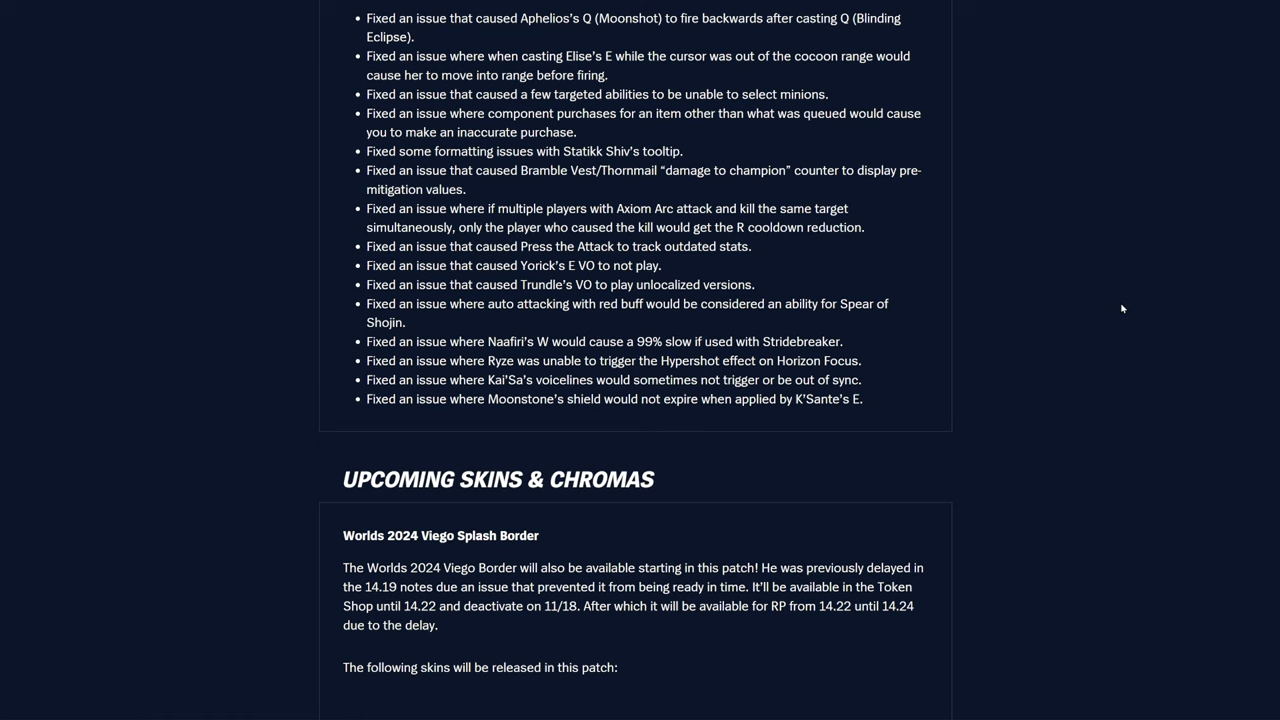 • Fixed an issue that caused Aphelios's Q (Moonshot) to fire backwards after casting Q (Blinding
Eclipse).
• Fixed an issue where when casting Elise's E while the cursor was out of the cocoon range would
cause her to move into range before firing.
• Fixed an issue that caused a few targeted abilities to be unable to select minions.
• Fixed an issue where component purchases for an item other than what was queued would cause
you to make an inaccurate purchase.
• Fixed some formatting issues with Statikk Shiv's tooltip.
• Fixed an issue that caused Bramble Vest/Thornmail “damage to champion” counter to display pre-
mitigation values.
• Fixed an issue where if multiple players with Axiom Arc attack and kill the same target
simultaneously, only the player who caused the kill would get the R cooldown reduction.
• Fixed an issue that caused Press the Attack to track outdated stats.
• Fixed an issue that caused Yorick's E VO to not play.
• Fixed an issue that caused Trundle's VO to play unlocalized versions.
• Fixed an issue where auto attacking with red buff would be considered an ability for Spear of
Shojin.
• Fixed an issue where Naafiri's W would cause a 99% slow if used with Stridebreaker.
• Fixed an issue where Ryze was unable to trigger the Hypershot effect on Horizon Focus.
• Fixed an issue where Kai'Sa's voicelines would sometimes not trigger or be out of sync.
• Fixed an issue where Moonstone's shield would not expire when applied by K'Sante's E.
UPCOMING SKINS & CHROMAS
Worlds 2024 Viego Splash Border
The Worlds 2024 Viego Border will also be available starting in this patch! He was previously delayed in
the 14.19 notes due an issue that prevented it from being ready in time. It'll be available in the Token
Shop until 14.22 and deactivate on 11/18. After which it will be available for RP from 14.22 until 14.24
due to the delay.
The following skins will be released in this patch: